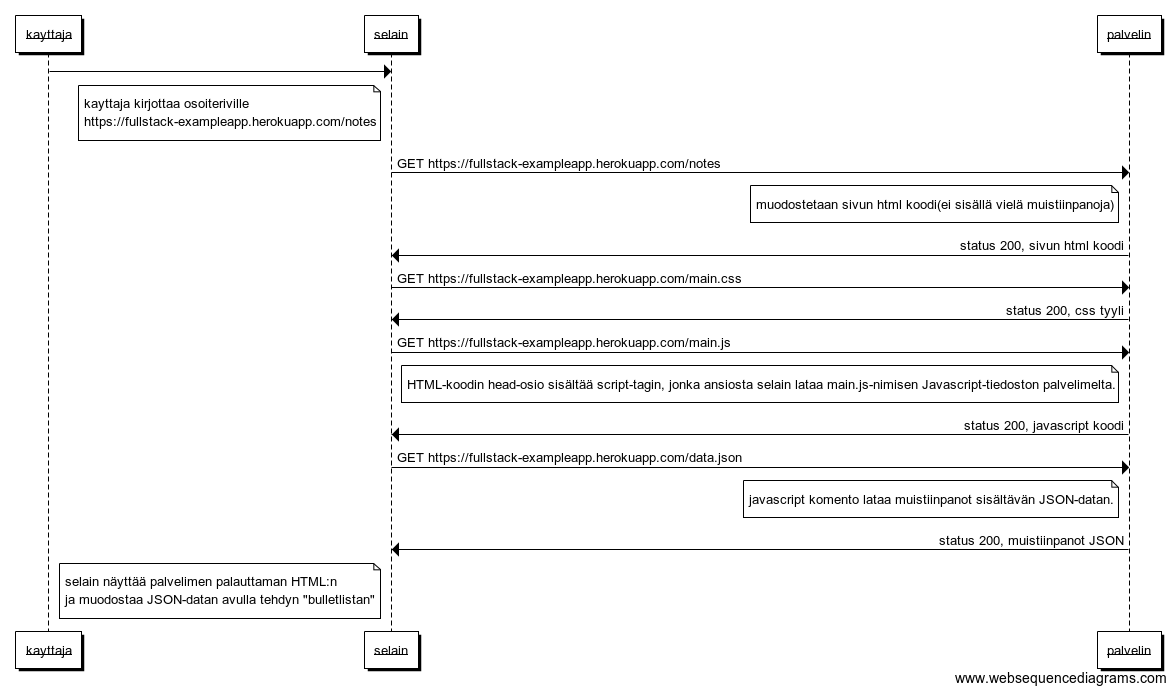 kayttaja
selain
palvelin
kayttaja kirjottaa osoiteriville
https://fullstack-exampleapp.herokuapp.com/notes
GET https://fullstack-exampleapp.herokuapp.com/notes
muodostetaan sivun html koodi(ei sisällä vielä muistiinpanoja)
status 200, sivun html koodi
GET https://fullstack-exampleapp.herokuapp.com/main.css
status 200, css tyyli
GET https://fullstack-exampleapp.herokuapp.com/main.js
HTML-koodin head-osio sisältää script-tagin, jonka ansiosta selain lataa main.js-nimisen Javascript-tiedoston palvelimelta.
status 200, javascript koodi
GET https://fullstack-exampleapp.herokuapp.com/data.json
javascript komento lataa muistiinpanot sisältävän JSON-datan.
status 200, muistiinpanot JSON
selain näyttää palvelimen palauttaman HTML:n
ja muodostaa JSON-datan avulla tehdyn "bulletlistan"
kayttaja
selain
palvelin
www.websequencediagrams.com